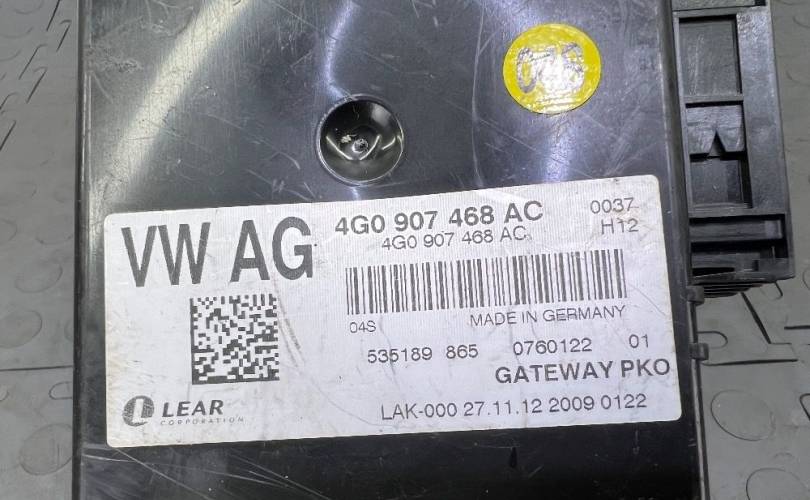 VW AG
4G0 907 468 AC
4G0 907 468 AC
0037
H12
04S
MADE IN GERMANY
535189 865 0760122 01
GATEWAY PKO
LEAR
CORPORATION
LAK-000 27.11.12 2009 0122